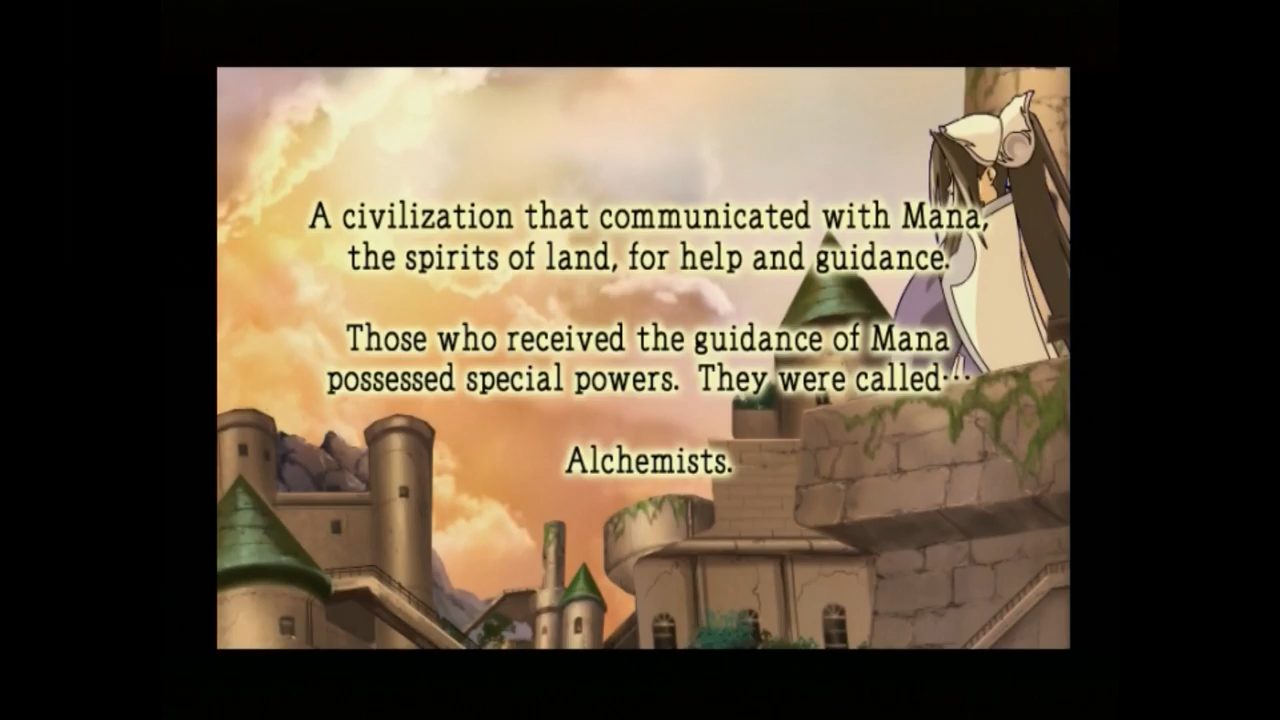 A civilization that communicated with Mana,
the spirits of land, for help and guidance.
Those who received the guidance of Mana
possessed special powers. They were called…
Alchemists.